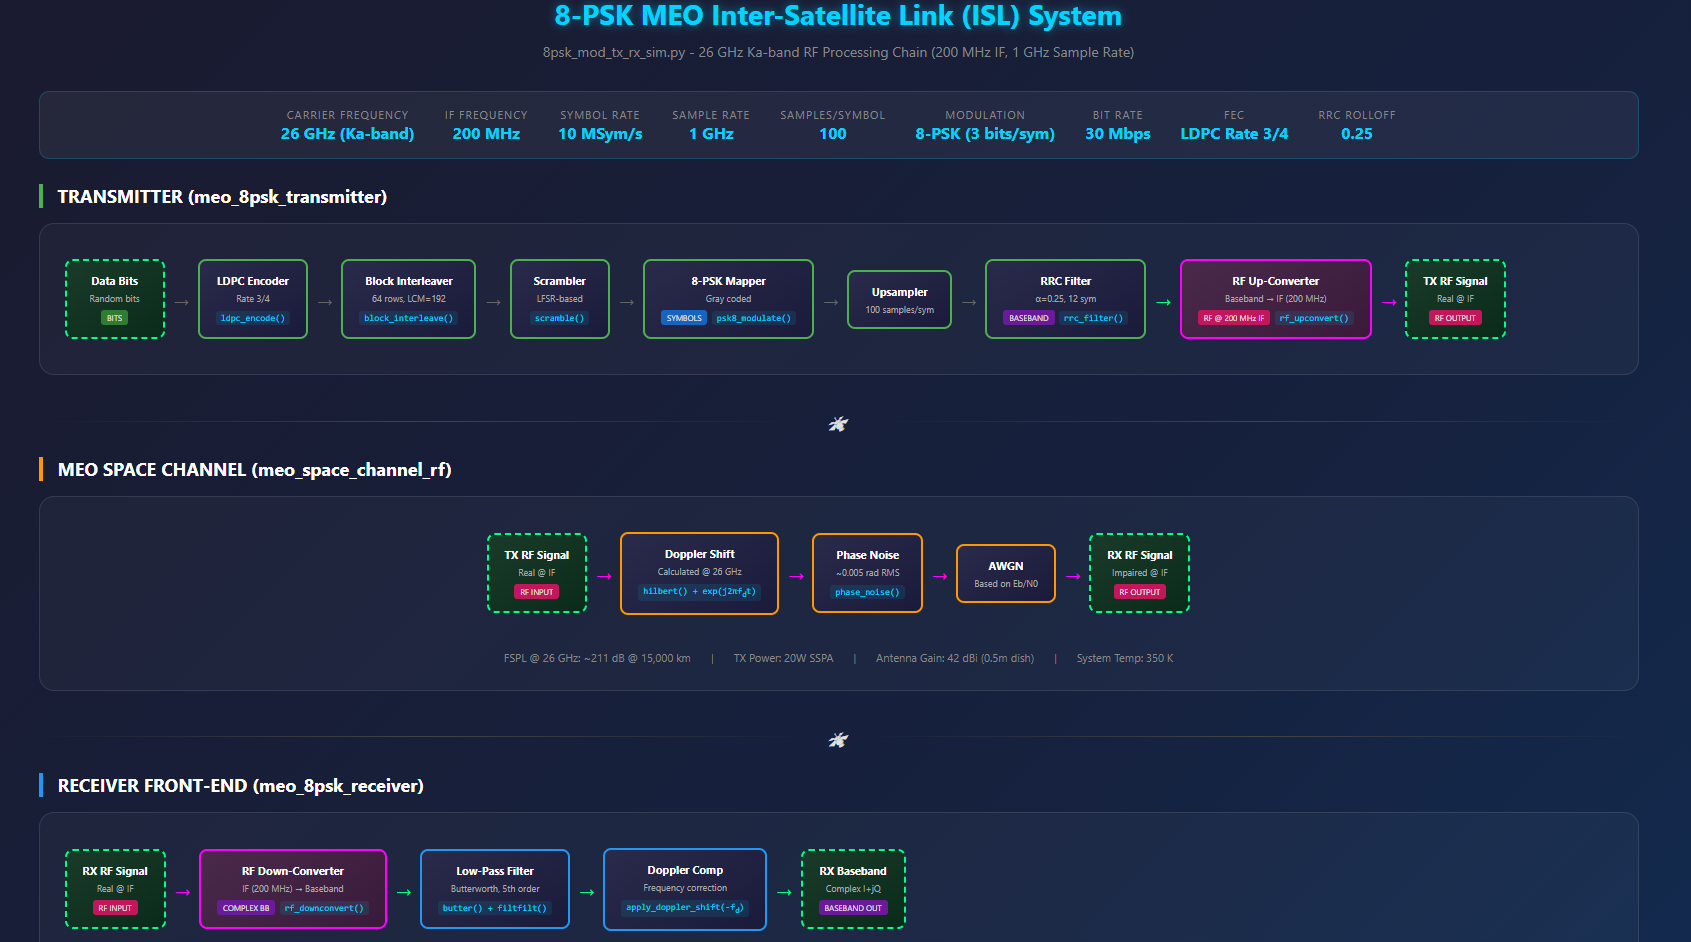 8-PSK MEO Inter-Satellite Link (ISL) System
8psk_mod_tx_rx_sim.py - 26 GHz Ka-band RF Processing Chain (200 MHz IF, 1 GHz Sample Rate)
CARRIER FREQUENCY
26 GHz (Ka-band)
IF FREQUENCY
200 MHz
SYMBOL RATE
10 MSym/s
SAMPLE RATE
1 GHz
SAMPLES/SYMBOL
100
MODULATION
8-PSK (3 bits/sym)
BIT RATE
30 Mbps
FEC
LDPC Rate 3/4
RRC ROLLOFF
0.25
TRANSMITTER (meo_8psk_transmitter)
Data Bits
Random bits
BITS
→
LDPC Encoder
Rate 3/4
ldpc_encode()
→
Block Interleaver
64 rows, LCM=192
block_interleave()
→
Scrambler
LFSR-based
scramble()
→
8-PSK Mapper
Gray coded
SYMBOLS psk8_modulate()
→
Upsampler
100 samples/sym
→
RRC Filter
α=0.25, 12 sym
BASEBAND rrc_filter()
→
RF Up-Converter
Baseband → IF (200 MHz)
RF @ 200 MHz IF rf_upconvert()
→
TX RF Signal
Real @ IF
RF OUTPUT
MEO SPACE CHANNEL (meo_space_channel_rf)
TX RF Signal
Real @ IF
RF INPUT
→
Doppler Shift
Calculated @ 26 GHz
hilbert() + exp(j2πf_dt)
→
Phase Noise
~0.005 rad RMS
phase_noise()
→
AWGN
Based on Eb/N0
→
RX RF Signal
Impaired @ IF
RF OUTPUT
FSPL @ 26 GHz: ~211 dB @ 15,000 km | TX Power: 20W SSPA | Antenna Gain: 42 dBi (0.5m dish) | System Temp: 350 K
RECEIVER FRONT-END (meo_8psk_receiver)
RX RF Signal
Real @ IF
RF INPUT
→
RF Down-Converter
IF (200 MHz) → Baseband
COMPLEX BB rf_downconvert()
→
Low-Pass Filter
Butterworth, 5th order
butter() + filtfilt()
→
Doppler Comp
Frequency correction
apply_doppler_shift(-f_d)
→
RX Baseband
Complex I+jQ
BASEBAND OUT